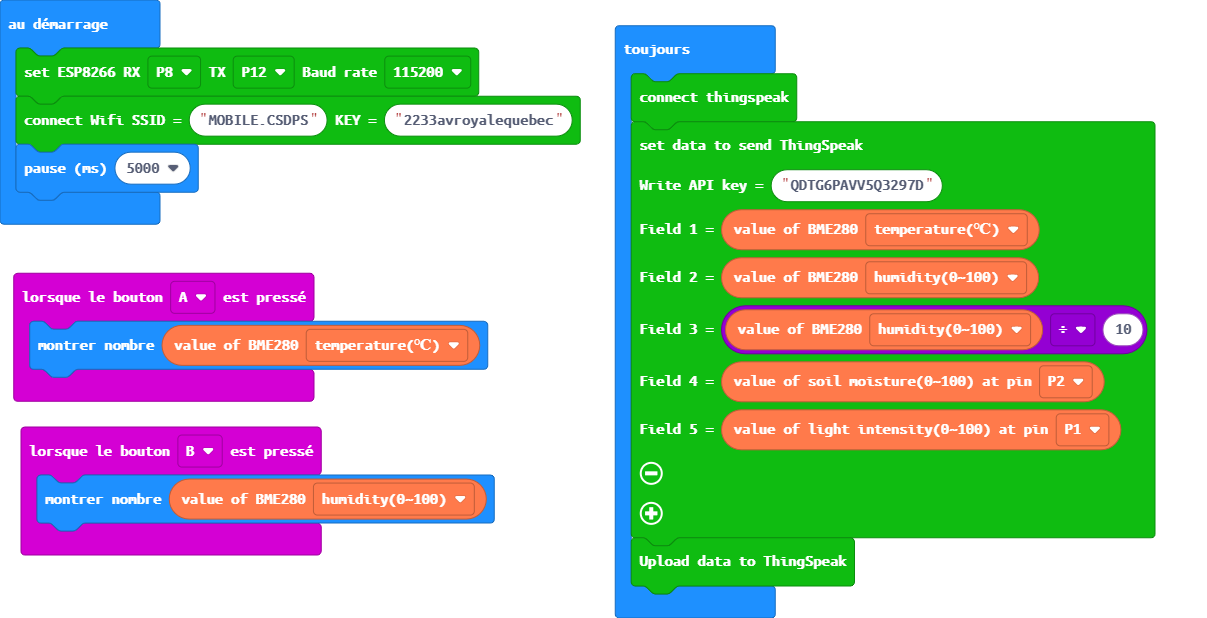 au démarrage
set ESP8266 RX P8 TX P12 Baud rate 115200
connect Wifi SSID = "MOBILE.CSDPS" KEY = "2233avroyalequebec"
pause (ms) 5000
lorsque le bouton A est pressé
montrer nombre value of BME280 temperature(℃)
lorsque le bouton B est pressé
montrer nombre value of BME280 humidity(0~100)
toujours
connect thingspeak
set data to send ThingSpeak
Write API key = "QDTG6PAVV5Q3297D"
Field 1 = value of BME280 temperature(℃)
Field 2 = value of BME280 humidity(0~100)
Field 3 = value of BME280 humidity(0~100) ÷ 10
Field 4 = value of soil moisture(0~100) at pin P2
Field 5 = value of light intensity(0~100) at pin P1
Upload data to ThingSpeak